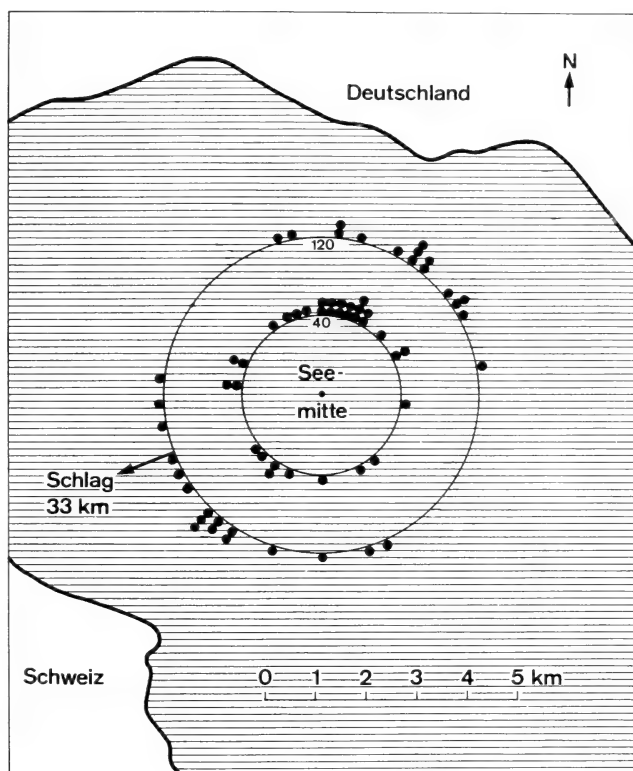 N
Deutschland
120
40
See-
mitte
Schlag
33 km
Schweiz
0 1 2 3 4 5 km